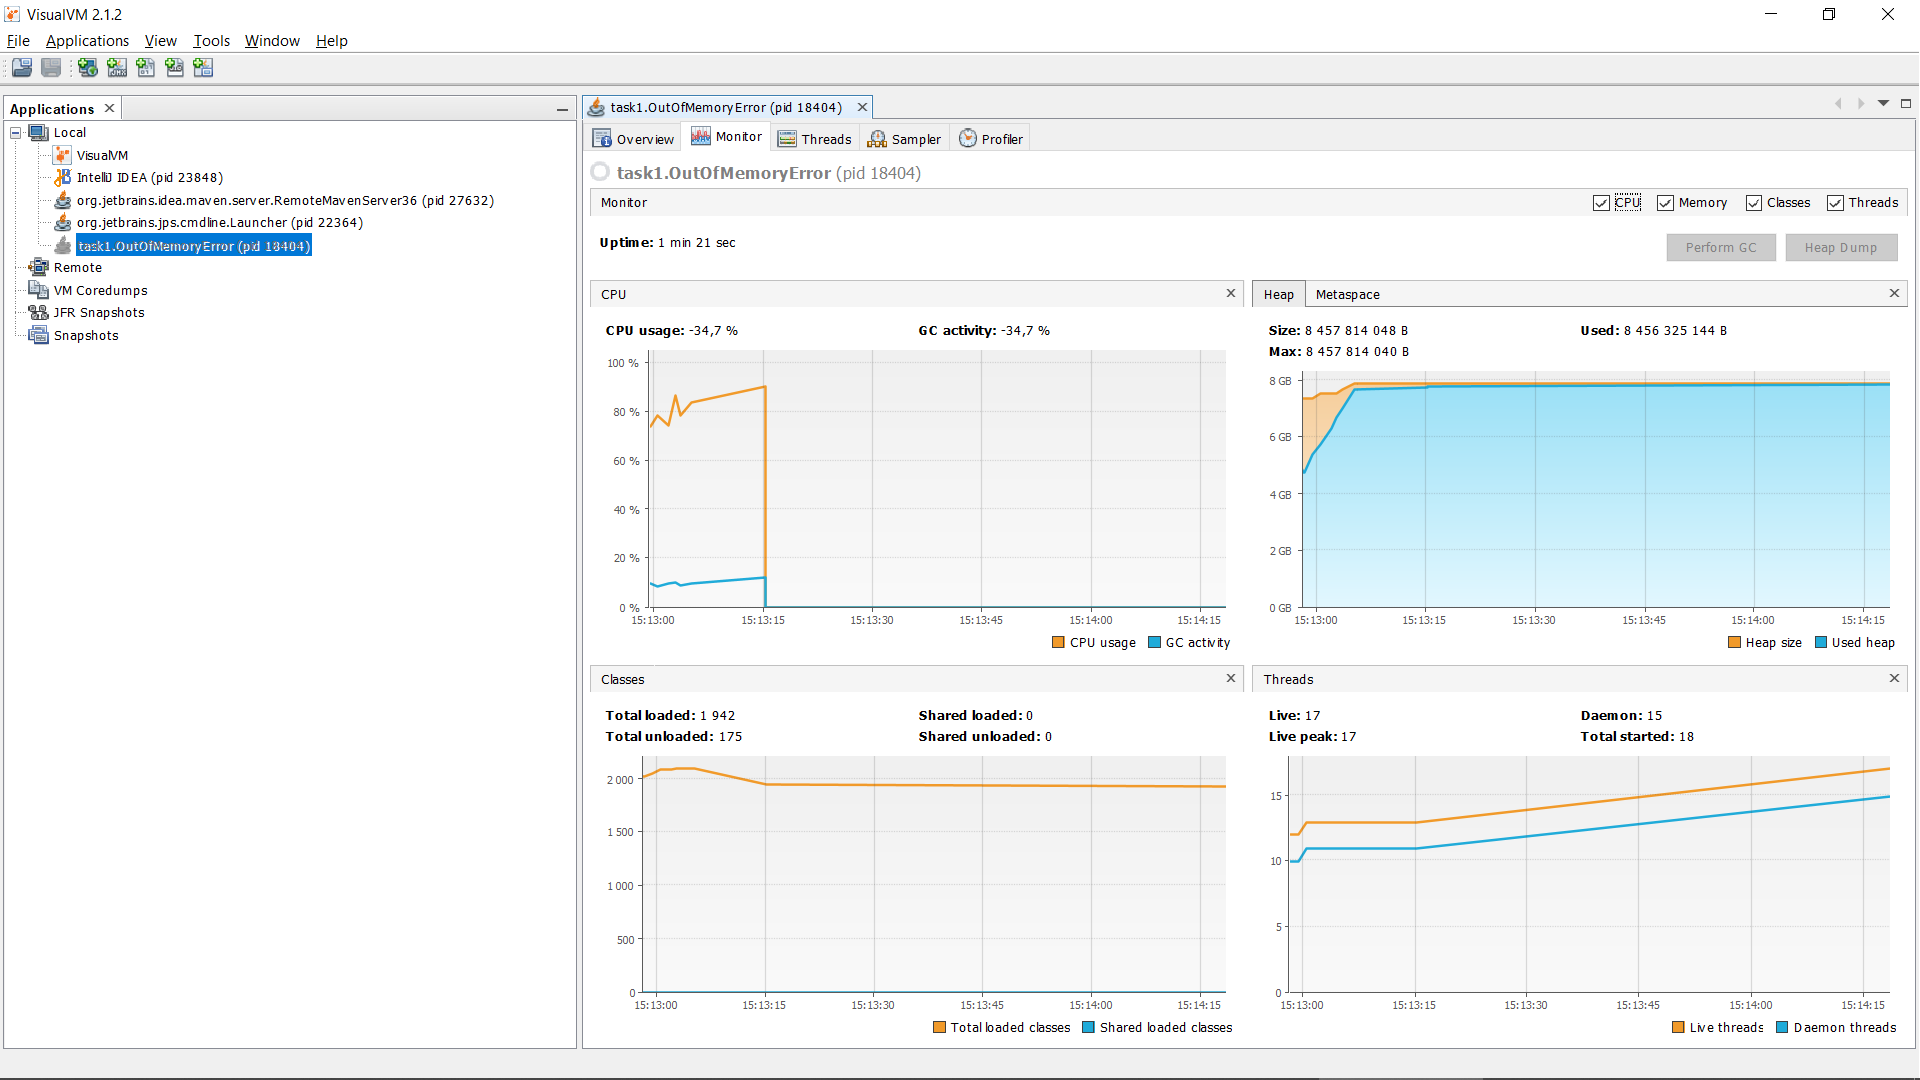 VisualVM 2.1.2
File Applications View Tools Window Help
Applications
Local
VisualVM
IntelliJ IDEA (pid 23848)
org.jetbrains.idea.maven.server.RemoteMavenServer36 (pid 27632)
org.jetbrains.jps.cmdline.Launcher (pid 22364)
task1.OutOfMemoryError (pid 18404)
Remote
VM Coredumps
JFR Snapshots
Snapshots
task1.OutOfMemoryError (pid 18404)
Overview Monitor Threads Sampler Profiler
task1.OutOfMemoryError (pid 18404)
Monitor CPU Memory Classes Threads
Uptime: 1 min 21 sec
Perform GC Heap Dump
CPU
CPU usage: -34,7 % GC activity: -34,7 %
100 %
80 %
60 %
40 %
20 %
0 %
15:13:00 15:13:15 15:13:30 15:13:45 15:14:00 15:14:15
CPU usage GC activity
Heap Metaspace
Size: 8 457 814 048 B Used: 8 456 325 144 B
Max: 8 457 814 040 B
8 GB
6 GB
4 GB
2 GB
0 GB
15:13:00 15:13:15 15:13:30 15:13:45 15:14:00 15:14:15
Heap size Used heap
Classes
Total loaded: 1 942 Shared loaded: 0
Total unloaded: 175 Shared unloaded: 0
2 000
1 500
1 000
500
0
15:13:00 15:13:15 15:13:30 15:13:45 15:14:00 15:14:15
Total loaded classes Shared loaded classes
Threads
Live: 17 Daemon: 15
Live peak: 17 Total started: 18
15
10
5
0
15:13:00 15:13:15 15:13:30 15:13:45 15:14:00 15:14:15
Live threads Daemon threads